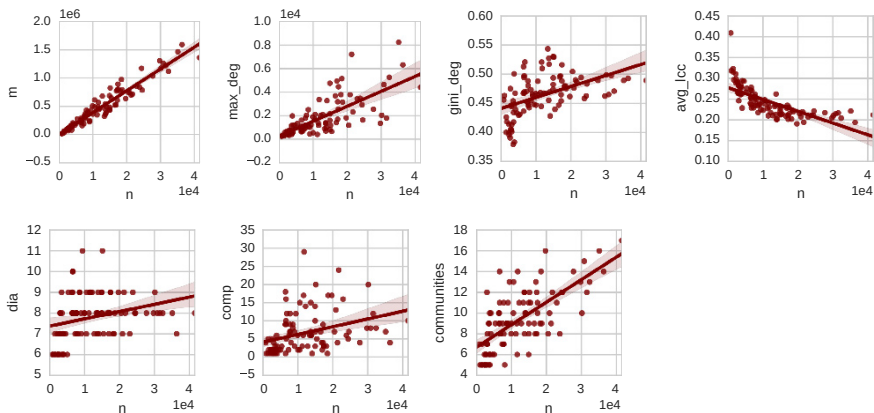 1e6
2.0
1.5
1.0
0.5
0.0
−0.5
m
0 1 2 3 4
n
1e4
1e4
1.0
0.8
0.6
0.4
0.2
0.0
−0.2
max_deg
0 1 2 3 4
n
1e4
0.60
0.55
0.50
0.45
0.40
0.35
gini_deg
0 1 2 3 4
n
1e4
0.45
0.40
0.35
0.30
0.25
0.20
0.15
0.10
avg_lcc
0 1 2 3 4
n
1e4
12
11
10
9
8
7
6
5
dia
0 1 2 3 4
n
1e4
35
30
25
20
15
10
5
0
−5
comp
0 1 2 3 4
n
1e4
18
16
14
12
10
8
6
4
communities
0 1 2 3 4
n
1e4